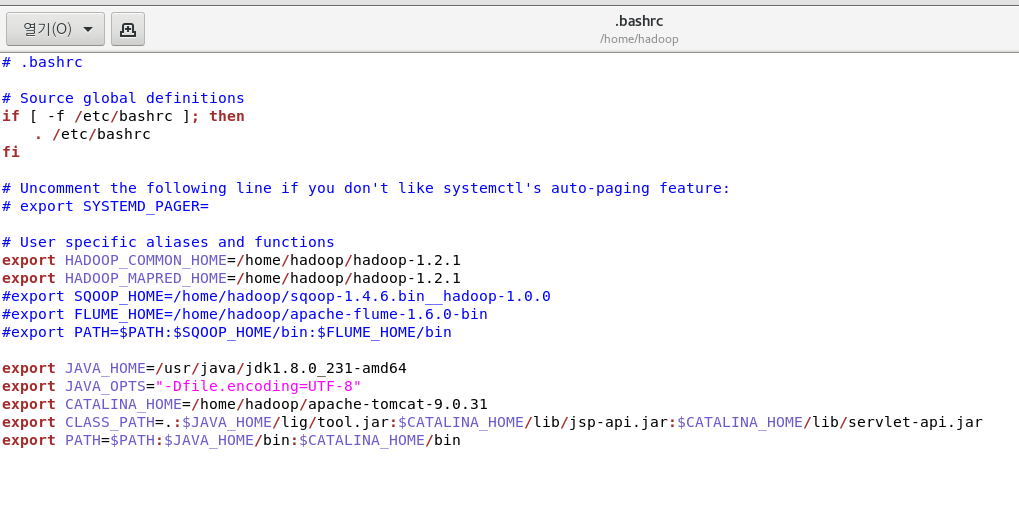 열기(O)
.bashrc
/home/hadoop
# .bashrc
# Source global definitions
if [ -f /etc/bashrc ]; then
. /etc/bashrc
fi
# Uncomment the following line if you don't like systemctl's auto-paging feature:
# export SYSTEMD_PAGER=
# User specific aliases and functions
export HADOOP_COMMON_HOME=/home/hadoop/hadoop-1.2.1
export HADOOP_MAPRED_HOME=/home/hadoop/hadoop-1.2.1
#export SQOOP_HOME=/home/hadoop/sqoop-1.4.6.bin__hadoop-1.0.0
#export FLUME_HOME=/home/hadoop/apache-flume-1.6.0-bin
#export PATH=$PATH:$SQOOP_HOME/bin:$FLUME_HOME/bin
export JAVA_HOME=/usr/java/jdk1.8.0_231-amd64
export JAVA_OPTS="-Dfile.encoding=UTF-8"
export CATALINA_HOME=/home/hadoop/apache-tomcat-9.0.31
export CLASS_PATH=.:$JAVA_HOME/lig/tool.jar:$CATALINA_HOME/lib/jsp-api.jar:$CATALINA_HOME/lib/servlet-api.jar
export PATH=$PATH:$JAVA_HOME/bin:$CATALINA_HOME/bin